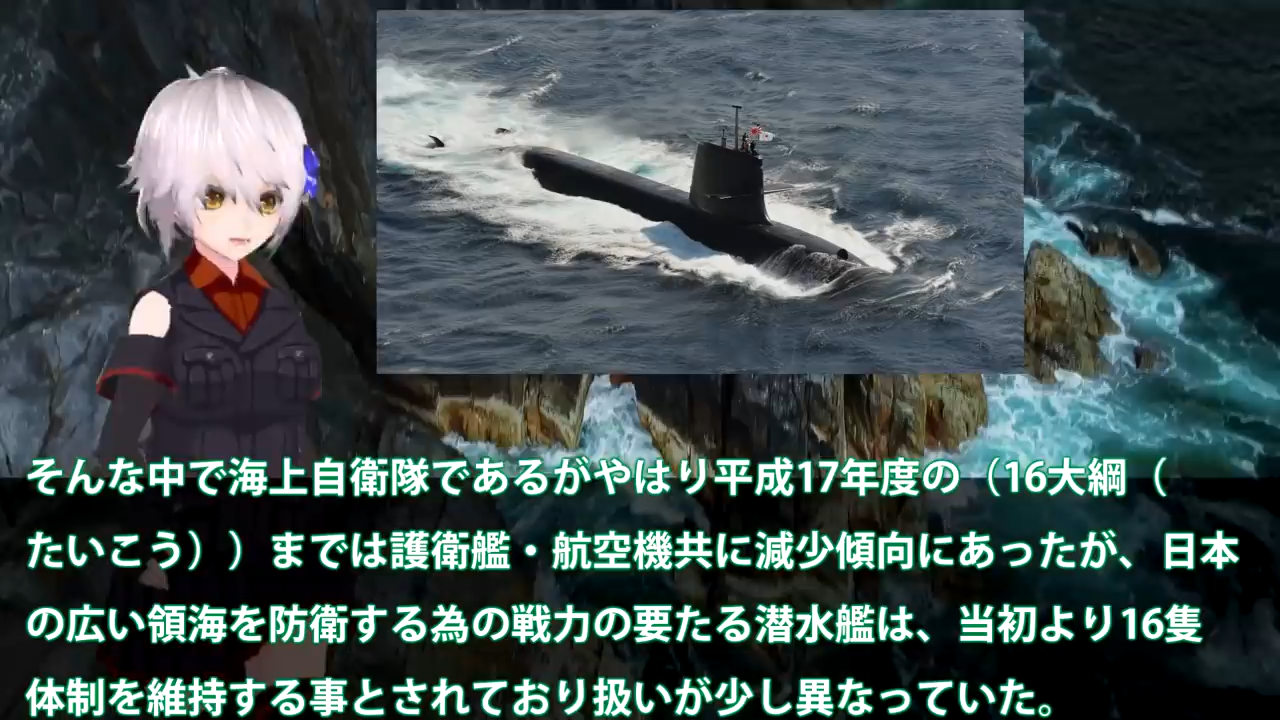 そんな中で海上自衛隊であるがやはり平成17年度の（16大綱（
たいこう））までは護衛艦・航空機共に減少傾向にあったが、日本
の広い領海を防衛する為の戦力の要たる潜水艦は、当初より16隻
体制を維持する事とされており扱いが少し異なっていた。